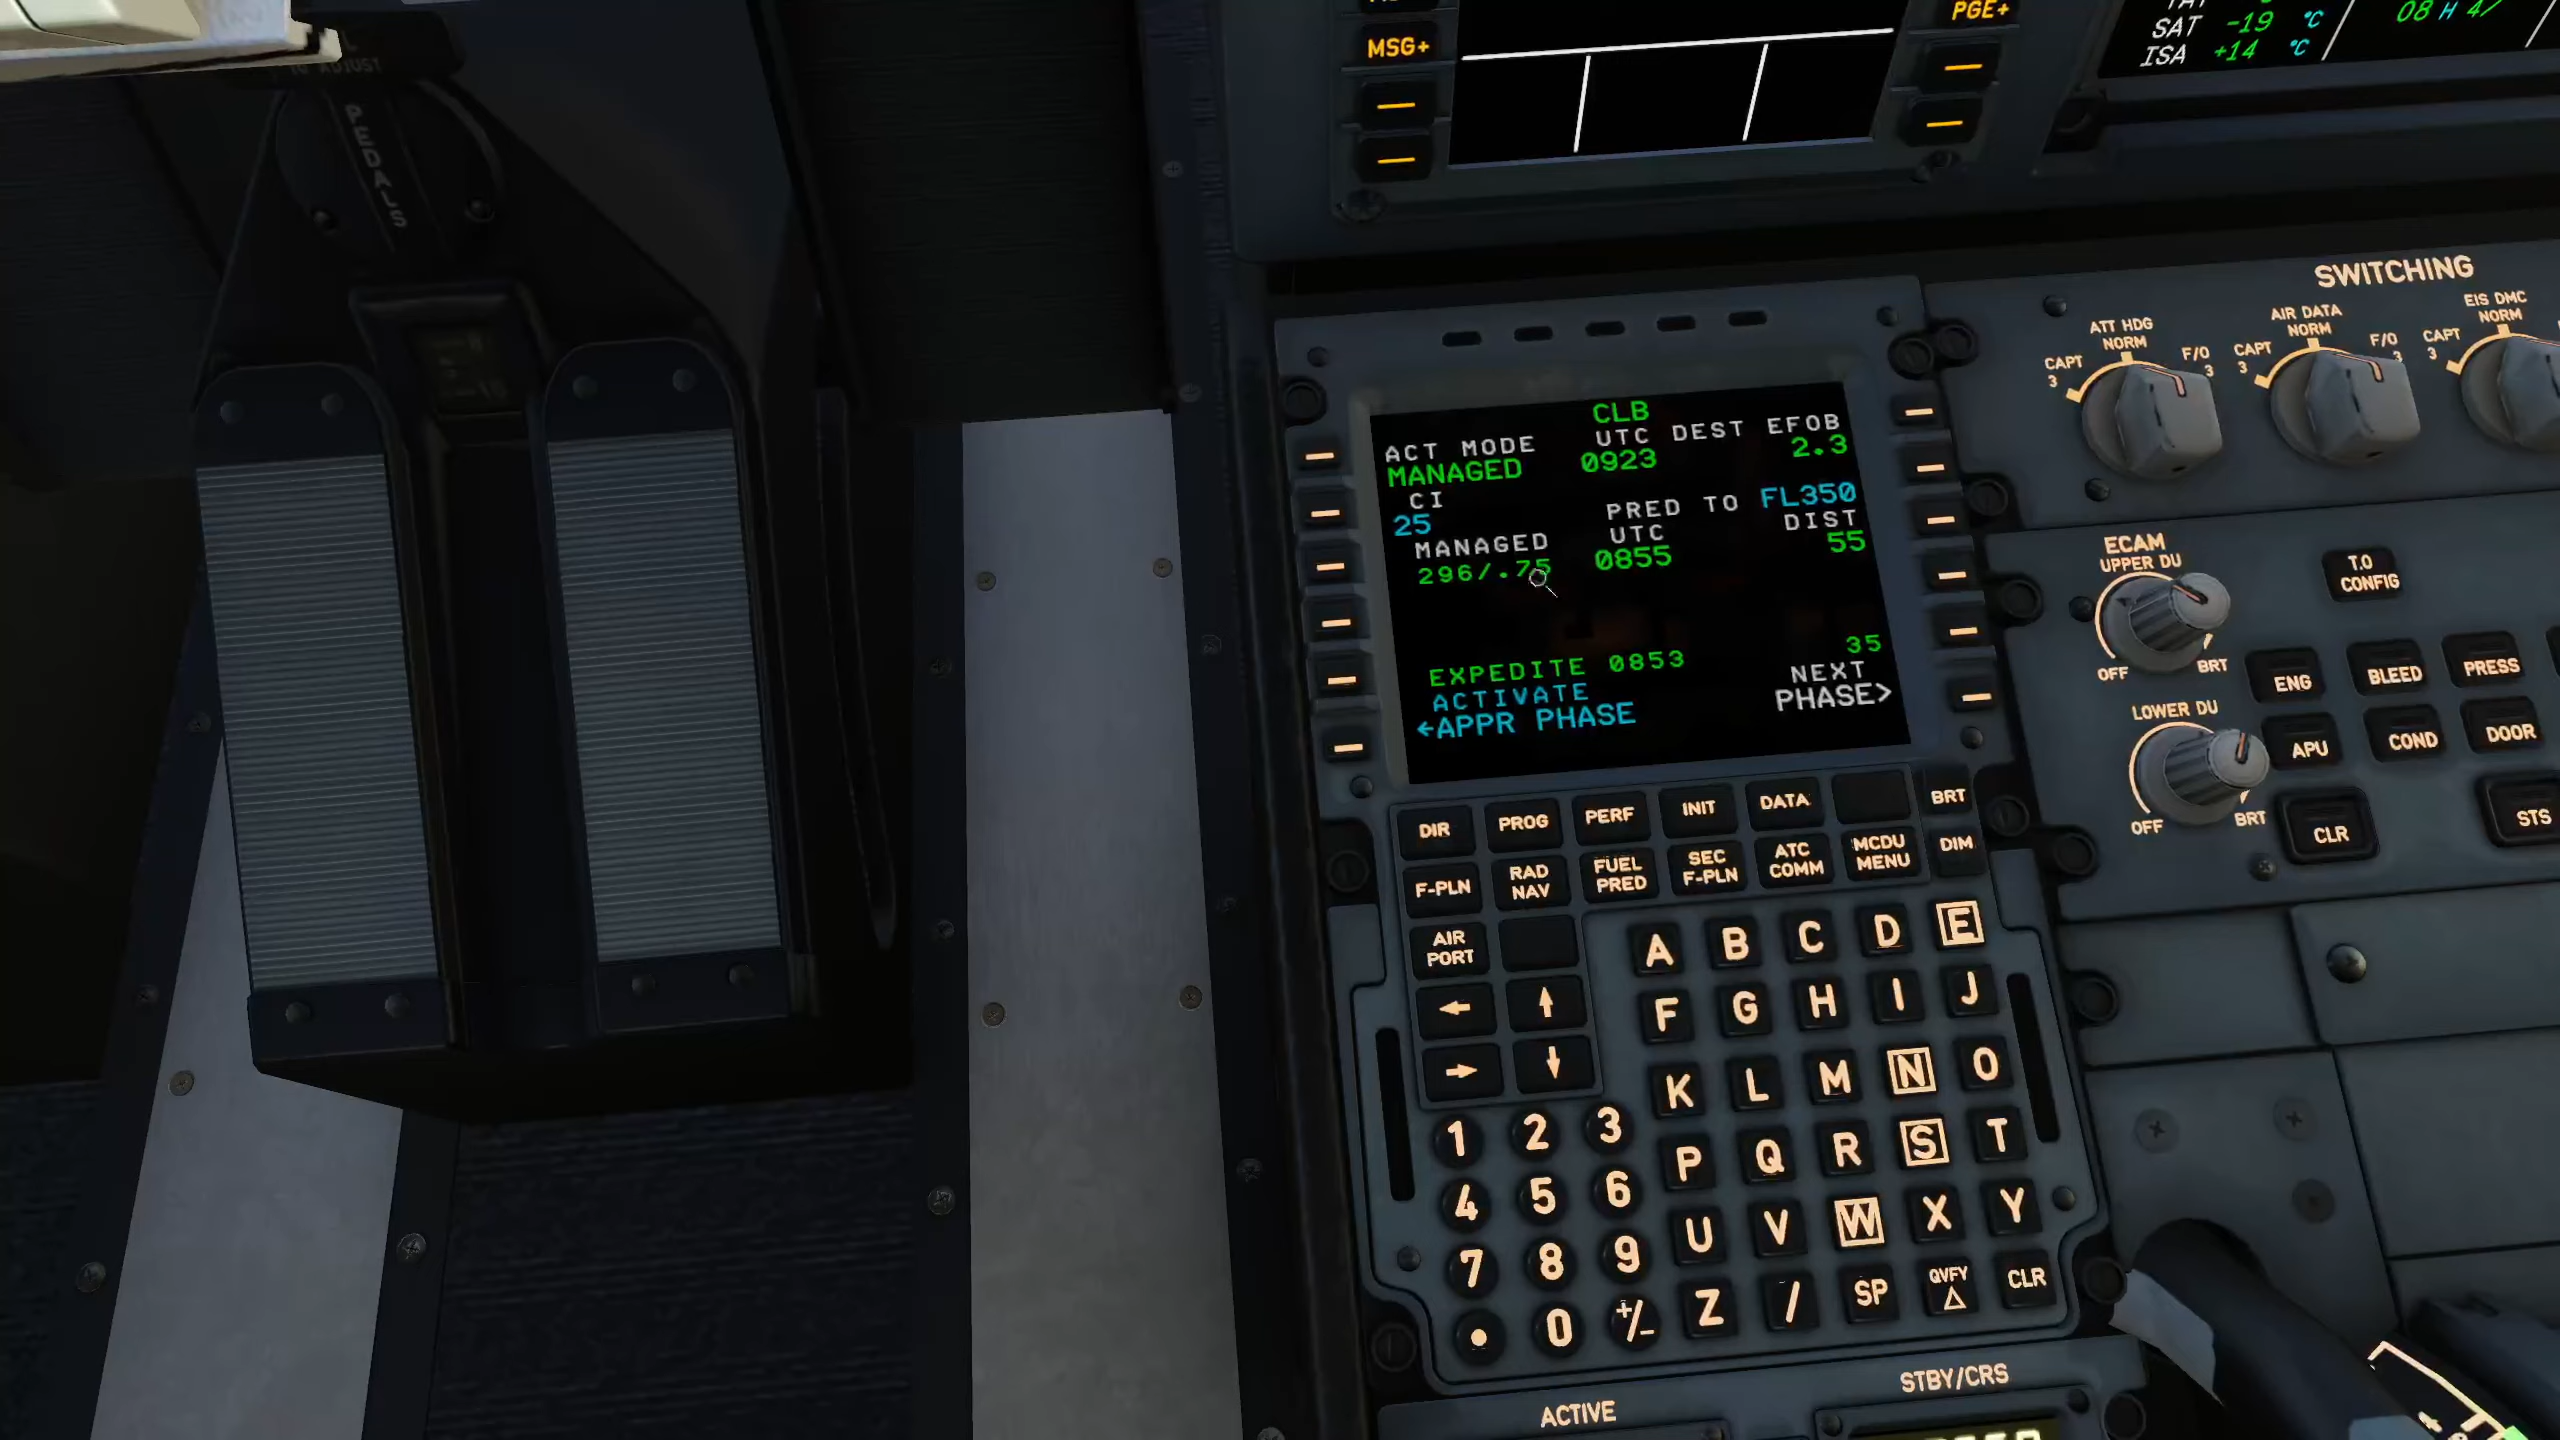 PGE+
MSG+
SAT -19 °C
08 H 47
ISA +14 °C
TO ADJUST
PEDALS
SWITCHING
ATT HDG
NORM
CAPT
3
F/O
3
AIR DATA
NORM
CAPT
3
F/O
3
EIS DMC
NORM
CAPT
3
CLB
ACT MODE UTC DEST EFOB
MANAGED 0923 2.3
CI
25 PRED TO FL350
MANAGED UTC DIST
296/.75 0855 55
EXPEDITE 0853 35
ACTIVATE NEXT
←APPR PHASE PHASE>
ECAM
UPPER DU
OFF BRT
T.O
CONFIG
LOWER DU
OFF BRT
ENG BLEED PRESS
APU COND DOOR
CLR STS
DIR PROG PERF INIT DATA BRT
F-PLN RAD NAV FUEL PRED SEC F-PLN ATC COMM MCDU MENU DIM
AIR PORT
← ↑
→ ↓
A B C D E
F G H I J
K L M N O
P Q R S T
U V W X Y
Z / SP OVFY Δ CLR
1 2 3
4 5 6
7 8 9
. 0 +/-
ACTIVE STBY/CRS